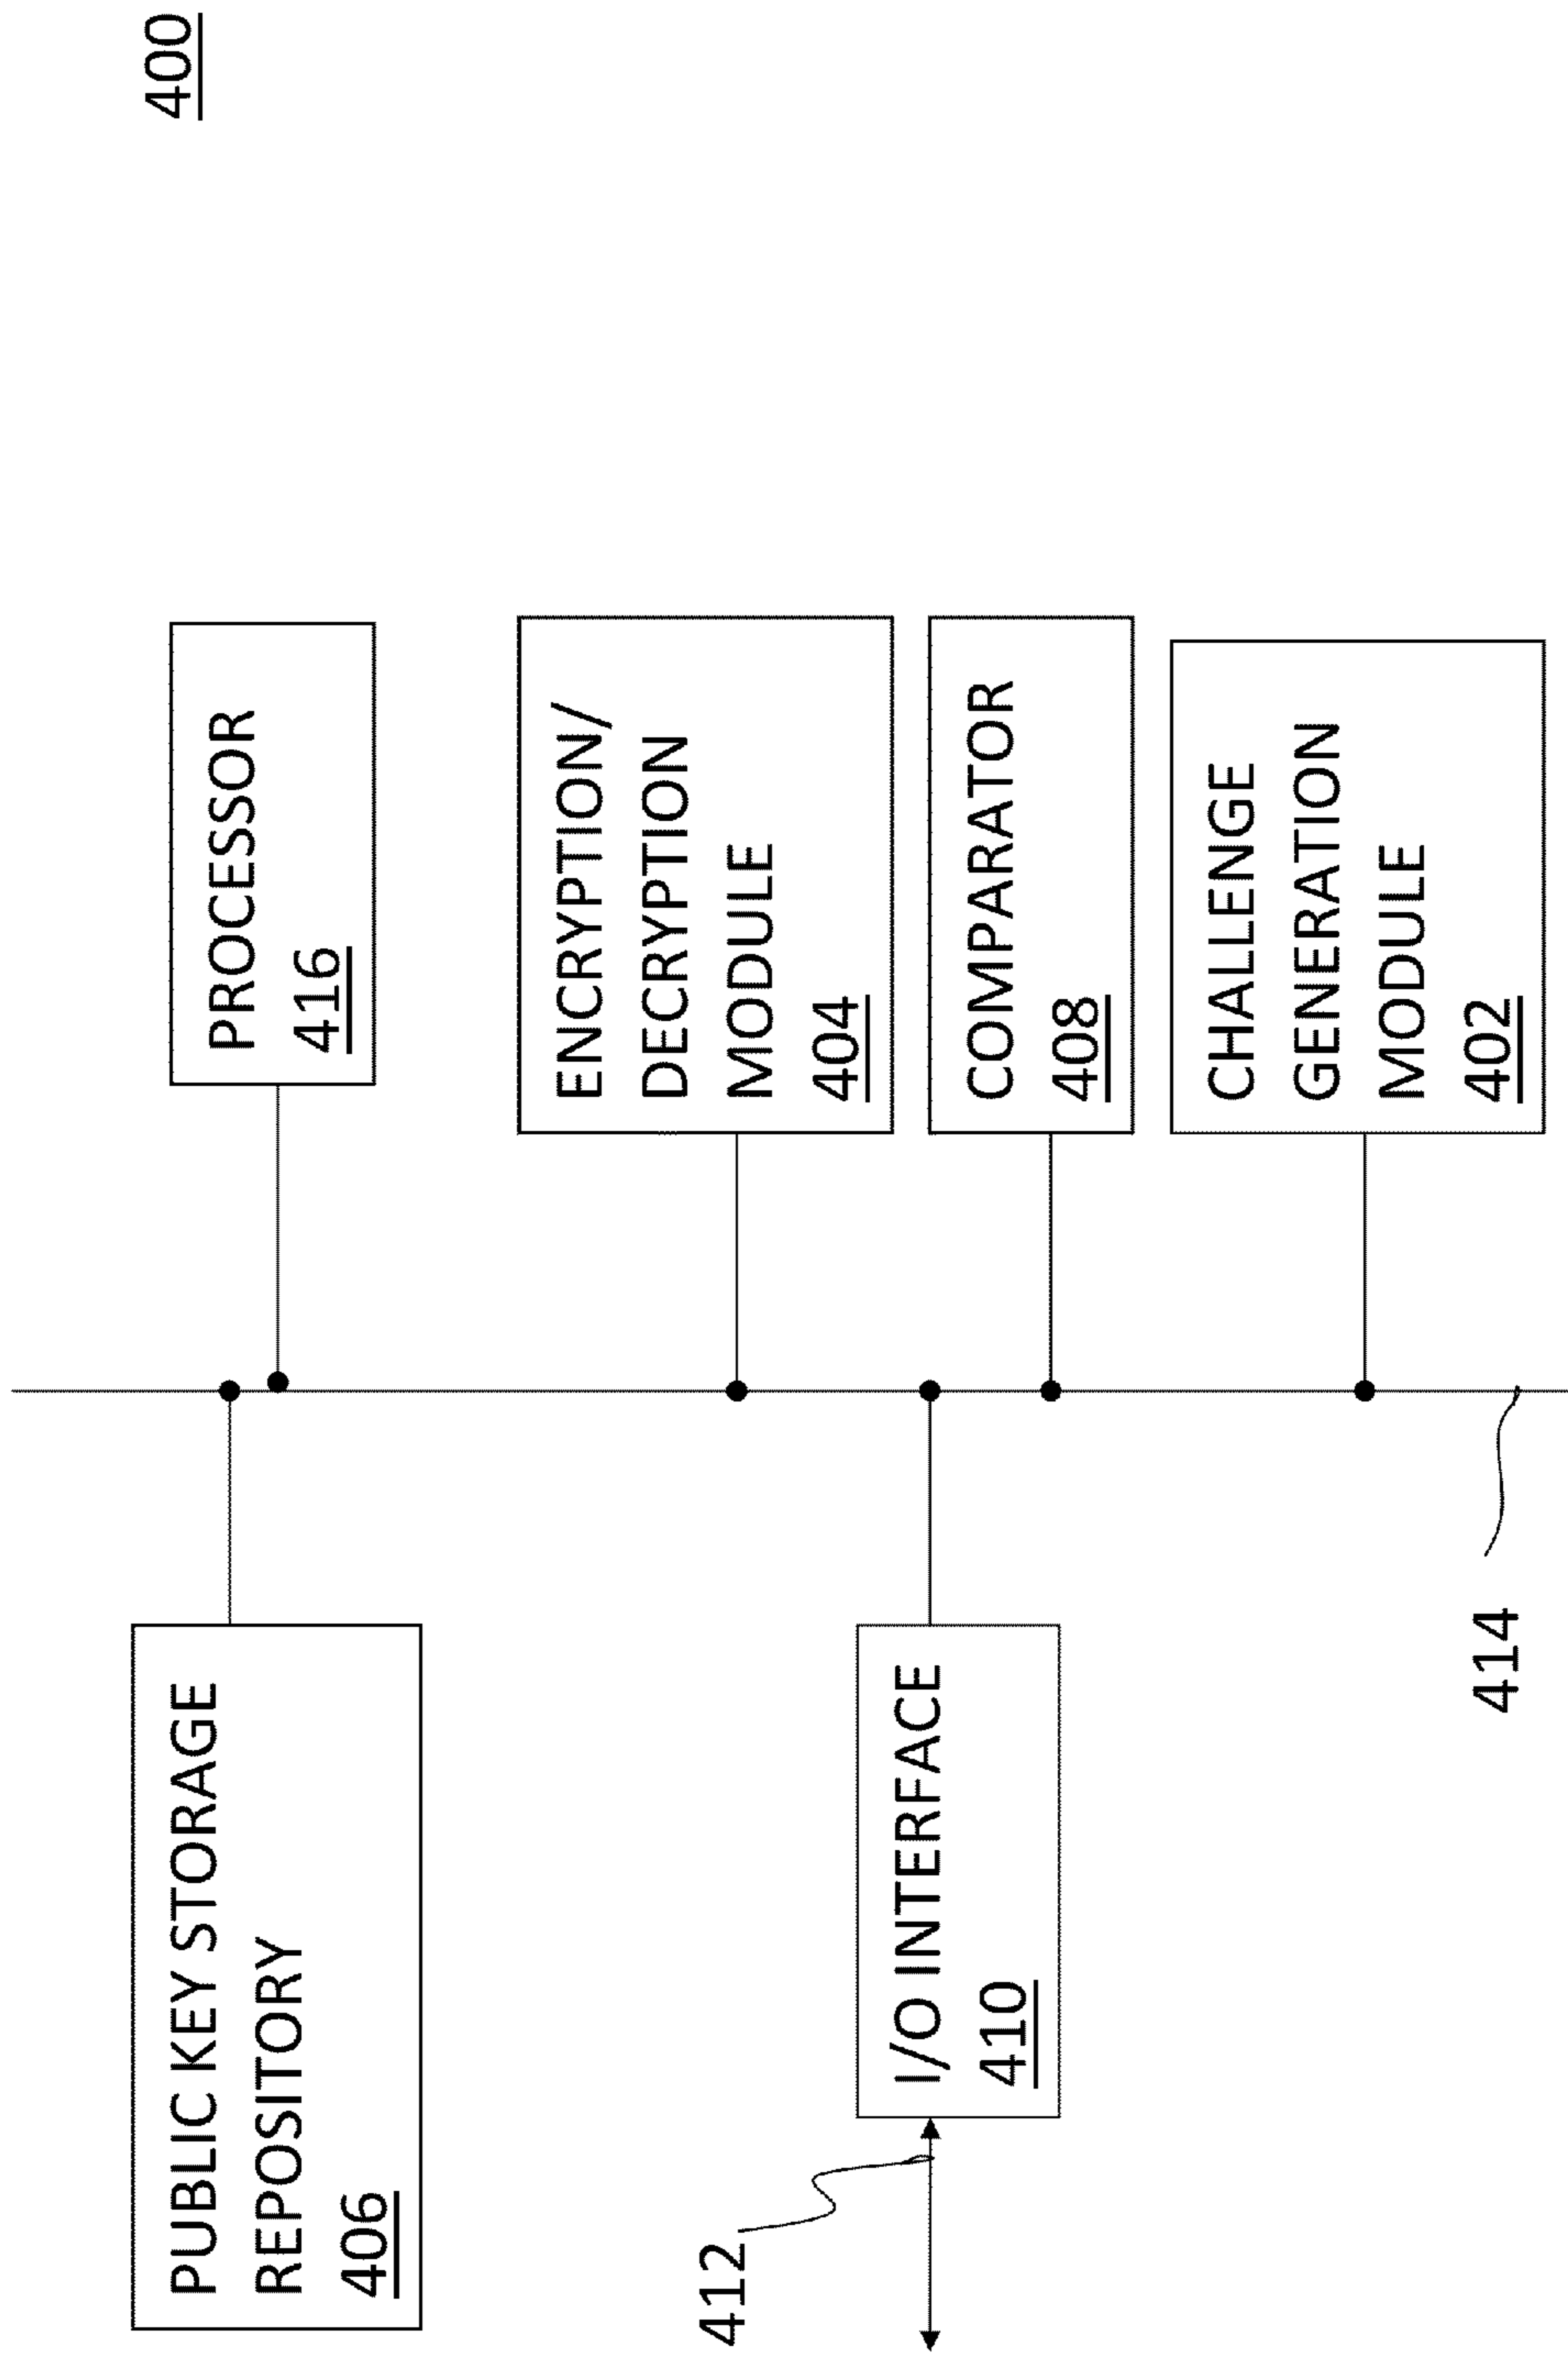 400
PUBLIC KEY STORAGE
REPOSITORY
406
PROCESSOR
416
ENCRYPTION/
DECRYPTION
MODULE
404
412
I/O INTERFACE
410
COMPARATOR
408
CHALLENGE
GENERATION
MODULE
402
414